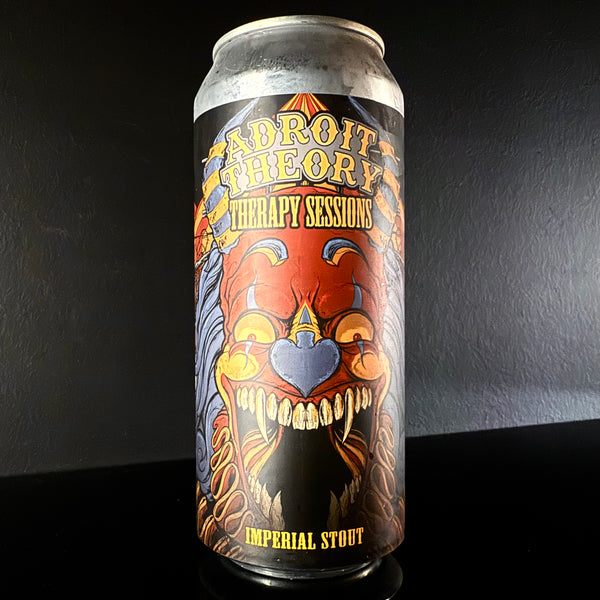 ADROIT
THEORY
THERAPY SESSIONS
IMPERIAL STOUT